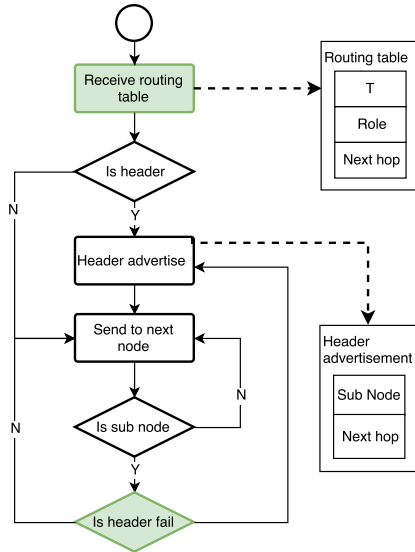 Receive routing
table
Is header
N
Y
Header advertise
Send to next
node
N
Is sub node
N
Y
Is header fail
Routing table
T
Role
Next hop
Header
advertisement
Sub Node
Next hop